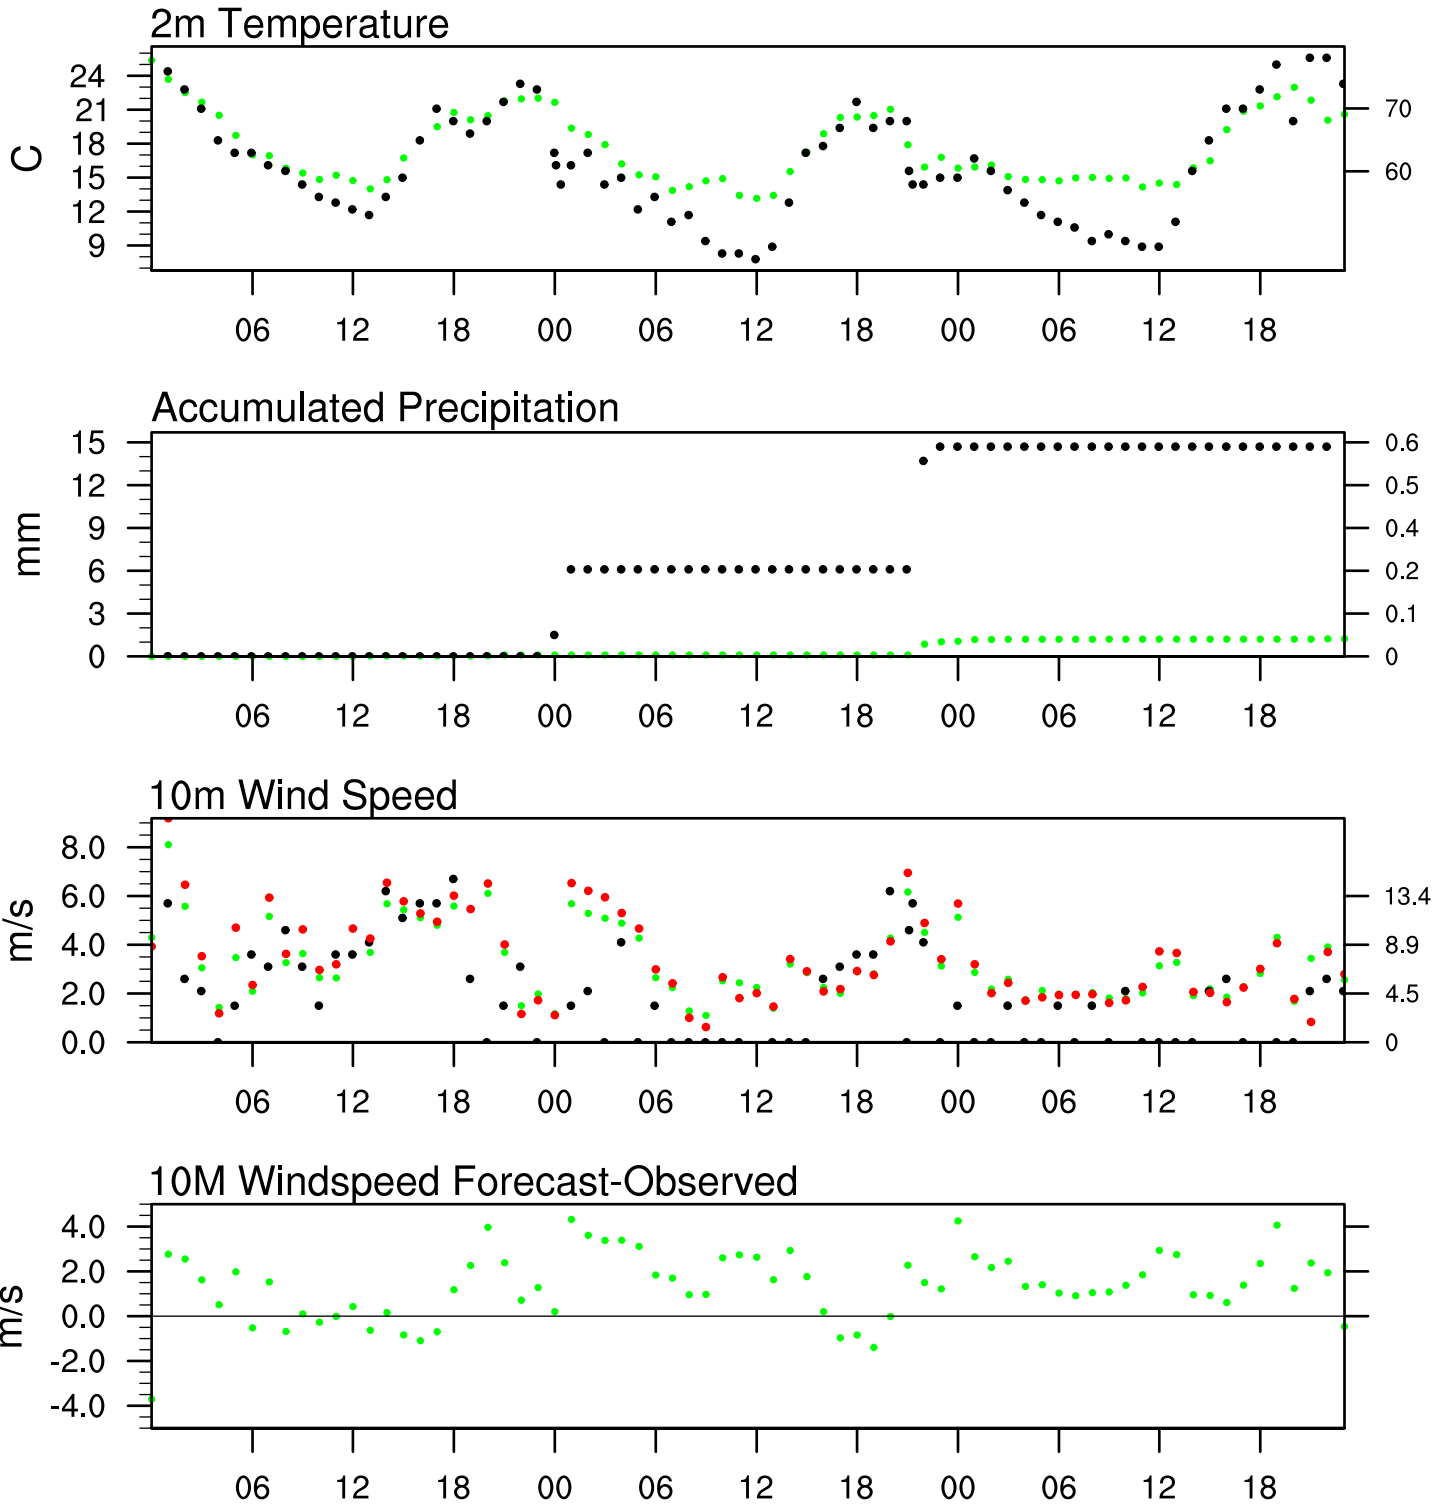 2m Temperature
24
21
18
15
12
9
C
70
60
06 12 18 00 06 12 18 00 06 12 18
Accumulated Precipitation
15
12
9
6
3
0
mm
0.6
0.5
0.4
0.2
0.1
0
06 12 18 00 06 12 18 00 06 12 18
10m Wind Speed
8.0
6.0
4.0
2.0
0.0
m/s
13.4
8.9
4.5
0
06 12 18 00 06 12 18 00 06 12 18
10M Windspeed Forecast-Observed
4.0
2.0
0.0
-2.0
-4.0
m/s
06 12 18 00 06 12 18 00 06 12 18